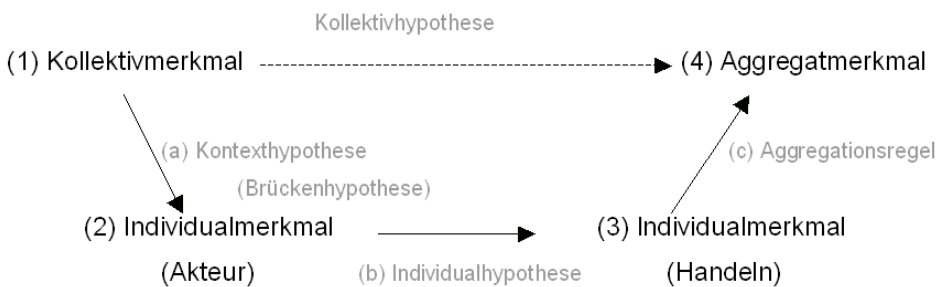 Kollektivhypothese
(1) Kollektivmerkmal
(4) Aggregatmerkmal
(a) Kontexthypothese
(c) Aggregationsregel
(Brückenhypothese)
(2) Individualmerkmal
(3) Individualmerkmal
(Akteur)
(b) Individualhypothese
(Handeln)